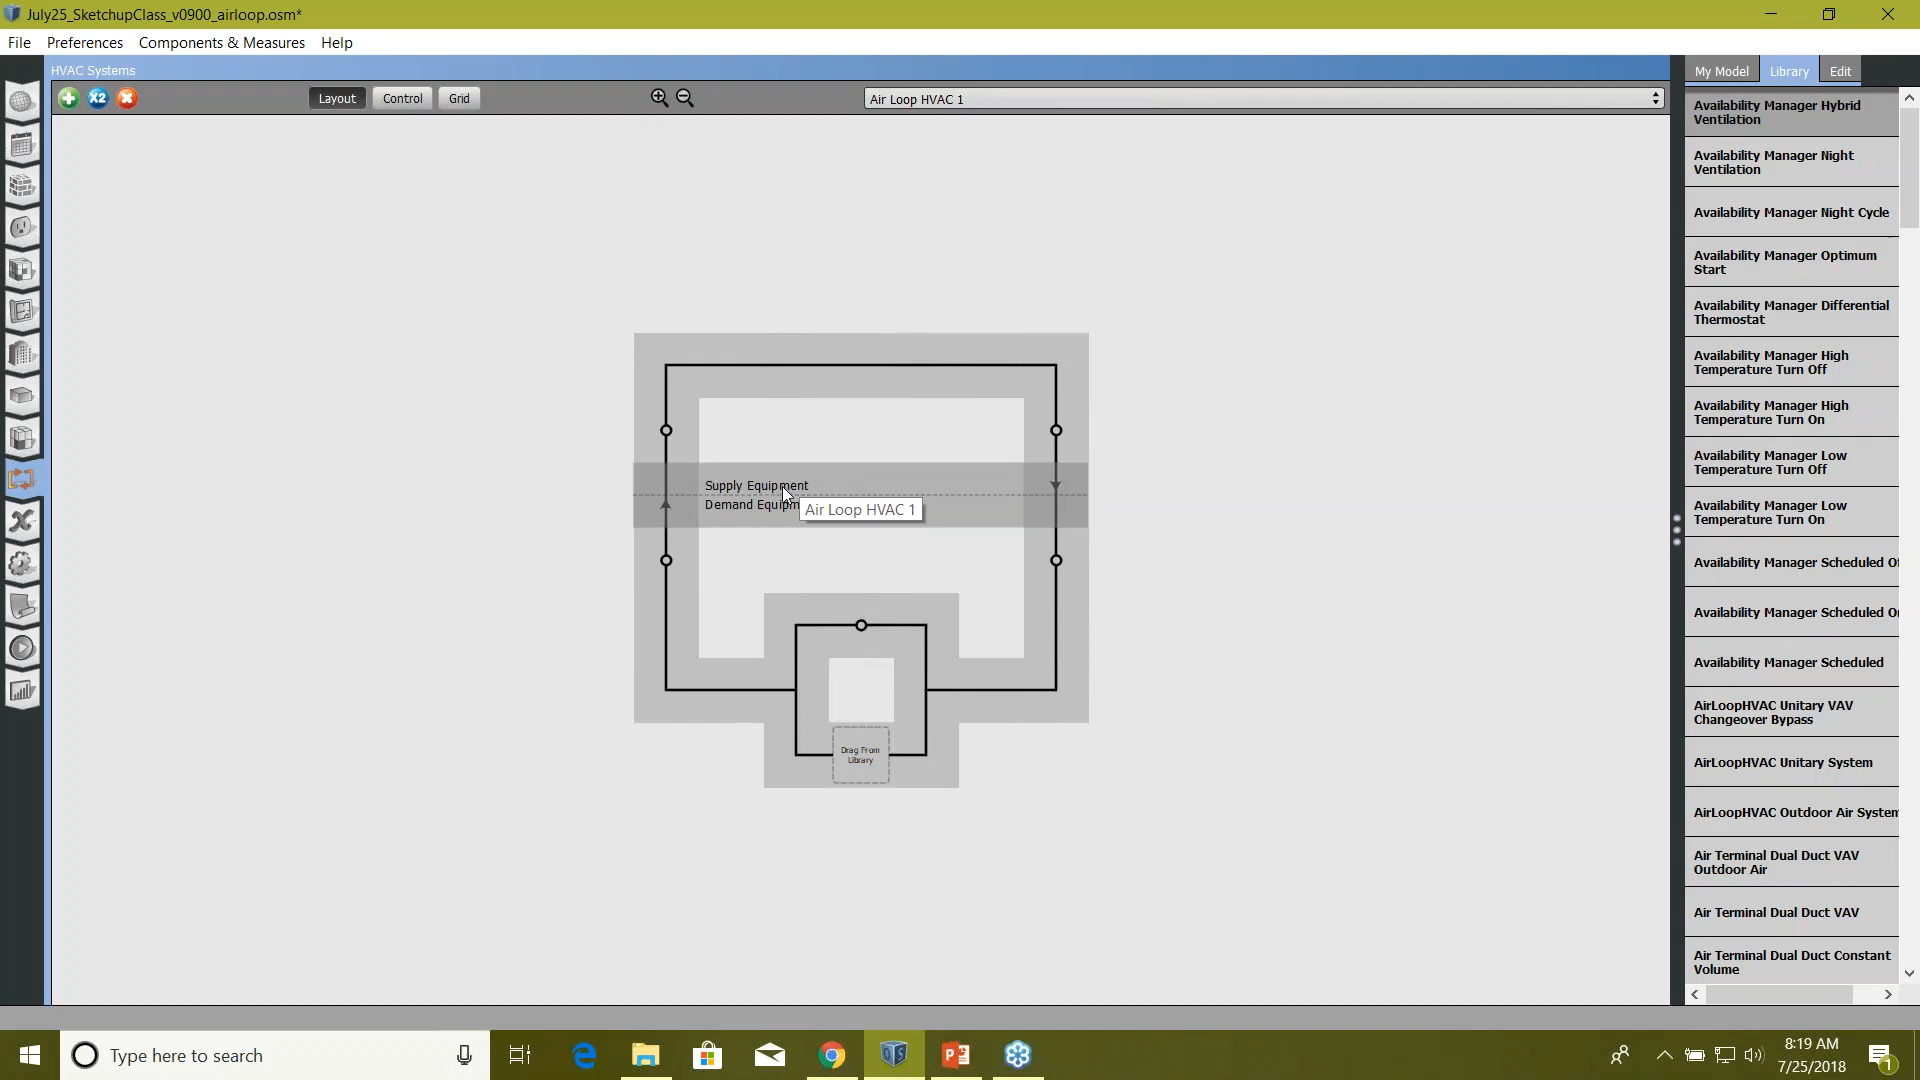 July25_SketchupClass_v0900_airloop.osm*
File Preferences Components & Measures Help
HVAC Systems
My Model Library Edit
X2
Layout Control Grid
Air Loop HVAC 1
Availability Manager Hybrid
Ventilation
Availability Manager Night
Ventilation
Availability Manager Night Cycle
Availability Manager Optimum
Start
Availability Manager Differential
Thermostat
Availability Manager High
Temperature Turn Off
Availability Manager High
Temperature Turn On
Availability Manager Low
Temperature Turn Off
Availability Manager Low
Temperature Turn On
Availability Manager Scheduled Of
Availability Manager Scheduled On
Availability Manager Scheduled
AirLoopHVAC Unitary VAV
Changeover Bypass
AirLoopHVAC Unitary System
AirLoopHVAC Outdoor Air System
Air Terminal Dual Duct VAV
Outdoor Air
Air Terminal Dual Duct VAV
Air Terminal Dual Duct Constant
Volume
Supply Equipment
Demand Equipm
Air Loop HVAC 1
Drag From
Library
Type here to search
8:19 AM
7/25/2018
1